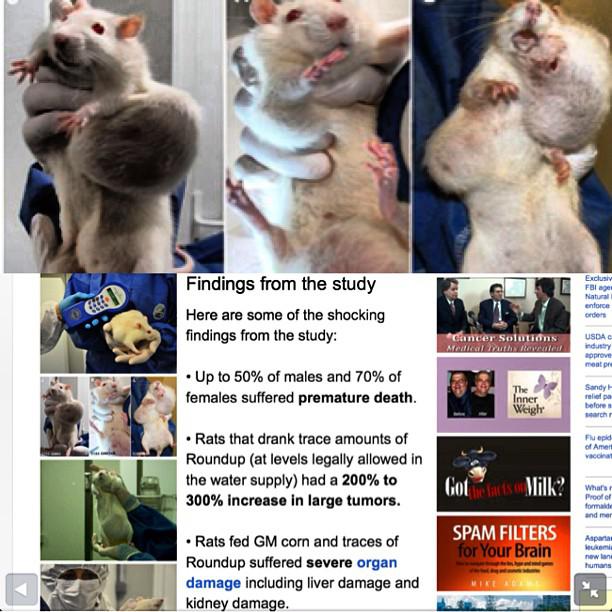 Findings from the study
Here are some of the shocking
findings from the study:
• Up to 50% of males and 70% of
females suffered premature death.
• Rats that drank trace amounts of
Roundup (at levels legally allowed in
the water supply) had a 200% to
300% increase in large tumors.
• Rats fed GM corn and traces of
Roundup suffered severe organ
damage including liver damage and
kidney damage.
Cancer Solutions
Medical Truths Revealed
Before
After
The
Inner
Weigh
Got the facts on Milk?
SPAM FILTERS
for Your Brain
MIKE ADAMS
Exclusiv
FBI age
Natural
enforce
orders
USDA c
industry
approve
meat pr
Sandy H
relief pa
before s
search r
Flu epid
of Amer
vaccinat
What's r
Proof of
formalde
and mer
Aspartar
leukemia
new lan
humans